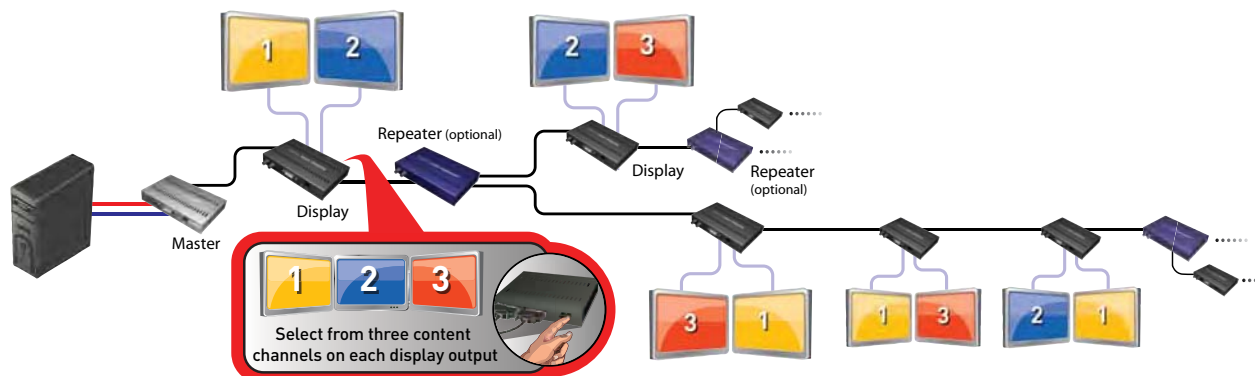 1
2
2
3
Repeater (optional)
Display
Repeater
(optional)
Display
Master
1
2
3
Select from three content
channels on each display output
3
1
1
3
2
1